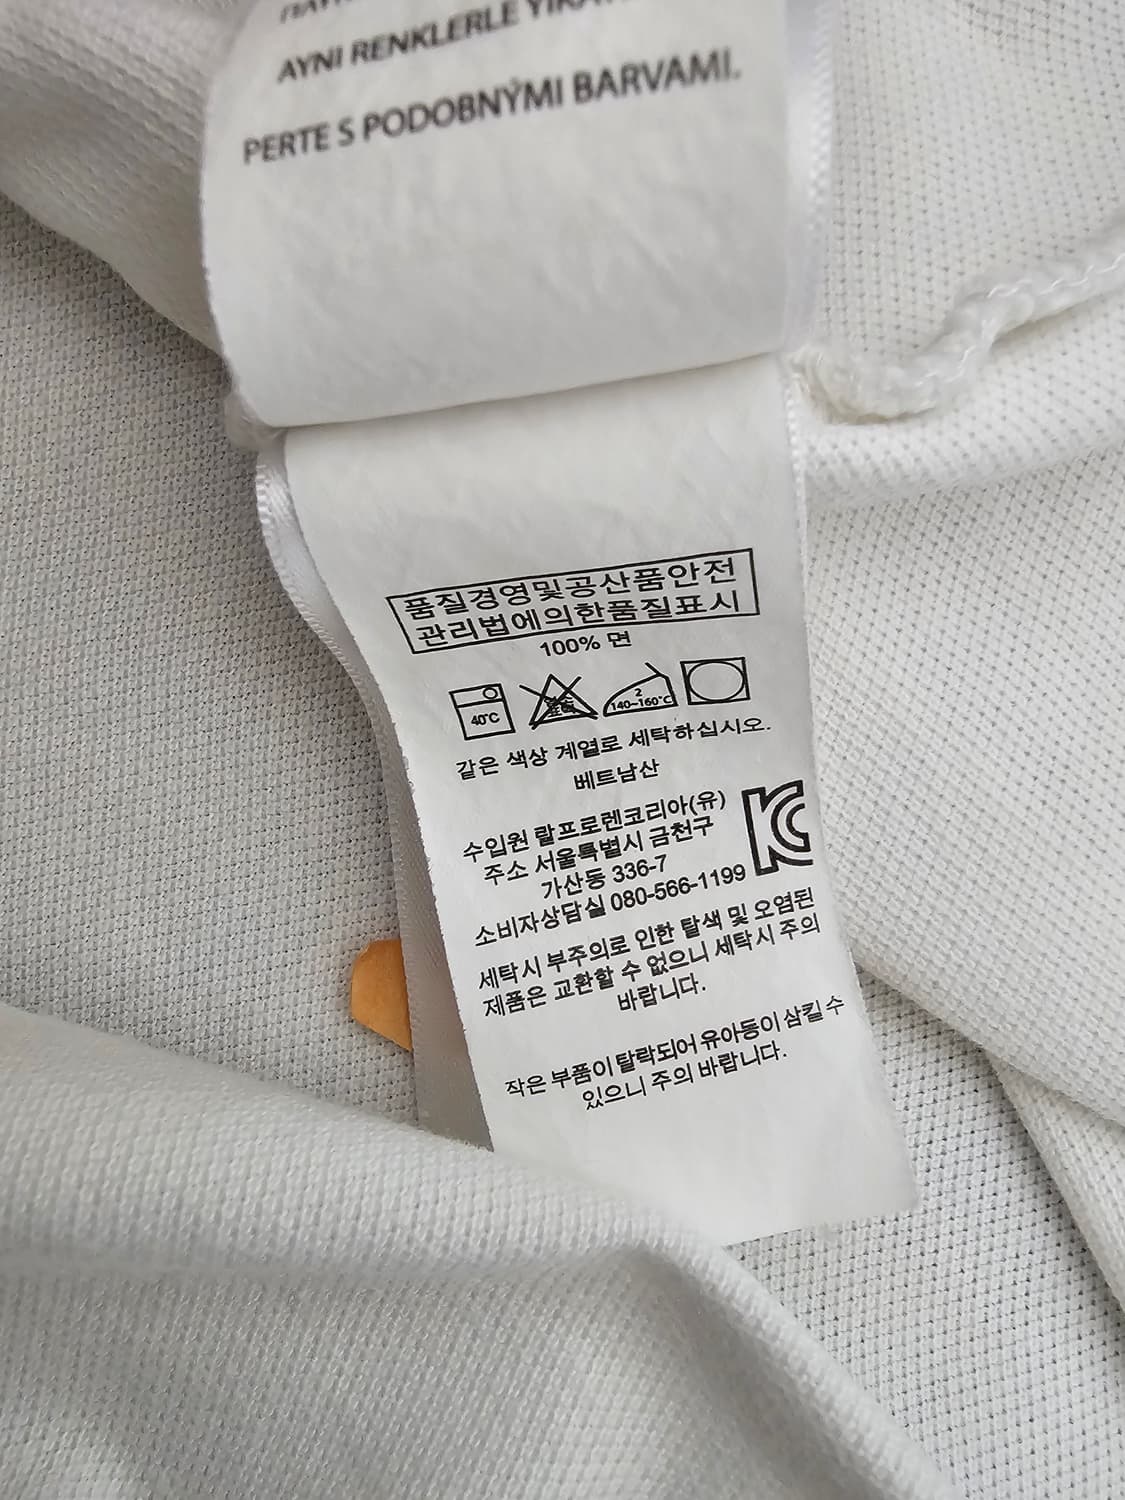 AYNI RENKLERLE
PERTE S PODOBNÝMI BARVAMI.
품질경영및공산품안전
관리법에의한품질표시
100% 면
40℃
2
140~160℃
같은 색상 계열로 세탁하십시오.
베트남산
수입원 랄프로렌코리아(유)
주소 서울특별시 금천구
가산동 336-7
소비자상담실 080-566-1199
세탁시 부주의로 인한 탈색 및 오염된
제품은 교환할 수 없으니 세탁시 주의
바랍니다.
작은 부품이 탈락되어 유아동이 삼킬 수
있으니 주의 바랍니다.